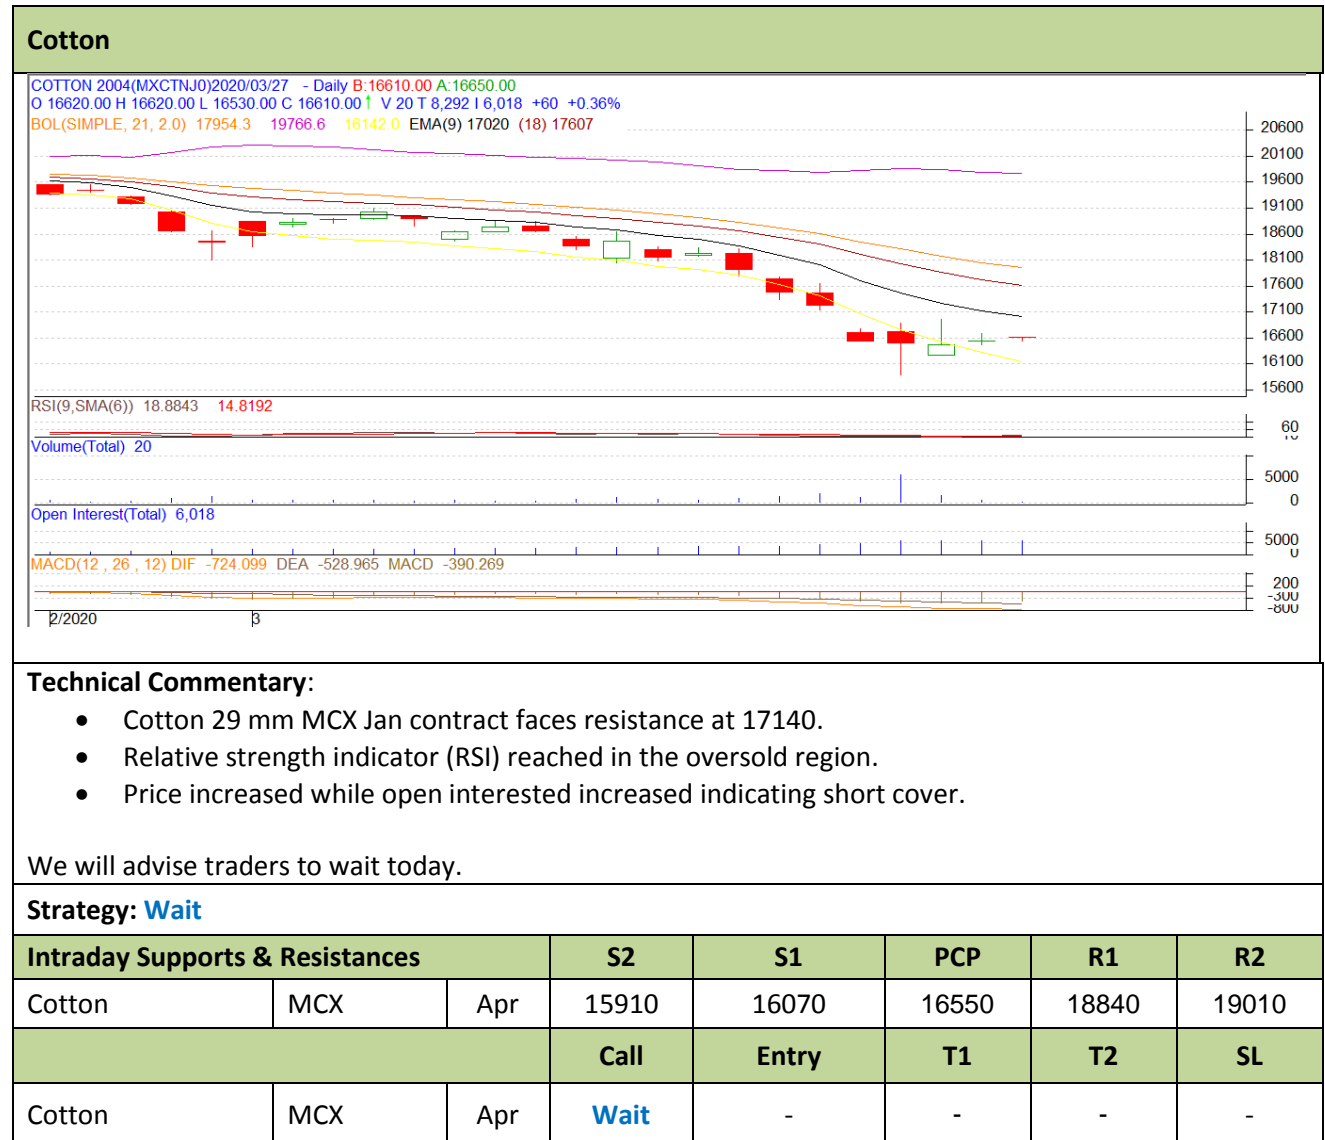 Cotton
COTTON 2004(MXCTNJ0)2020/03/27 - Daily B:16610.00 A:16650.00
O 16620.00 H 16620.00 L 16530.00 C 16610.00↑ V 20 T 8,292 I 6,018 +60 +0.36%
BOL(SIMPLE, 21, 2.0) 17954.3 19766.6 16142.0 EMA(9) 17020 (18) 17607
20600
20100
19600
19100
18600
18100
17600
17100
16600
16100
15600
RSI(9,SMA(6)) 18.8843 14.8192
60
10
Volume(Total) 20
5000
0
Open Interest(Total) 6,018
5000
0
MACD(12 , 26 , 12) DIF -724.099 DEA -528.965 MACD -390.269
200
-300
-800
2/2020 3
Technical Commentary:
• Cotton 29 mm MCX Jan contract faces resistance at 17140.
• Relative strength indicator (RSI) reached in the oversold region.
• Price increased while open interested increased indicating short cover.
We will advise traders to wait today.
Strategy: Wait
Intraday Supports & Resistances S2 S1 PCP R1 R2
Cotton MCX Apr 15910 16070 16550 18840 19010
Call Entry T1 T2 SL
Cotton MCX Apr Wait - - - -